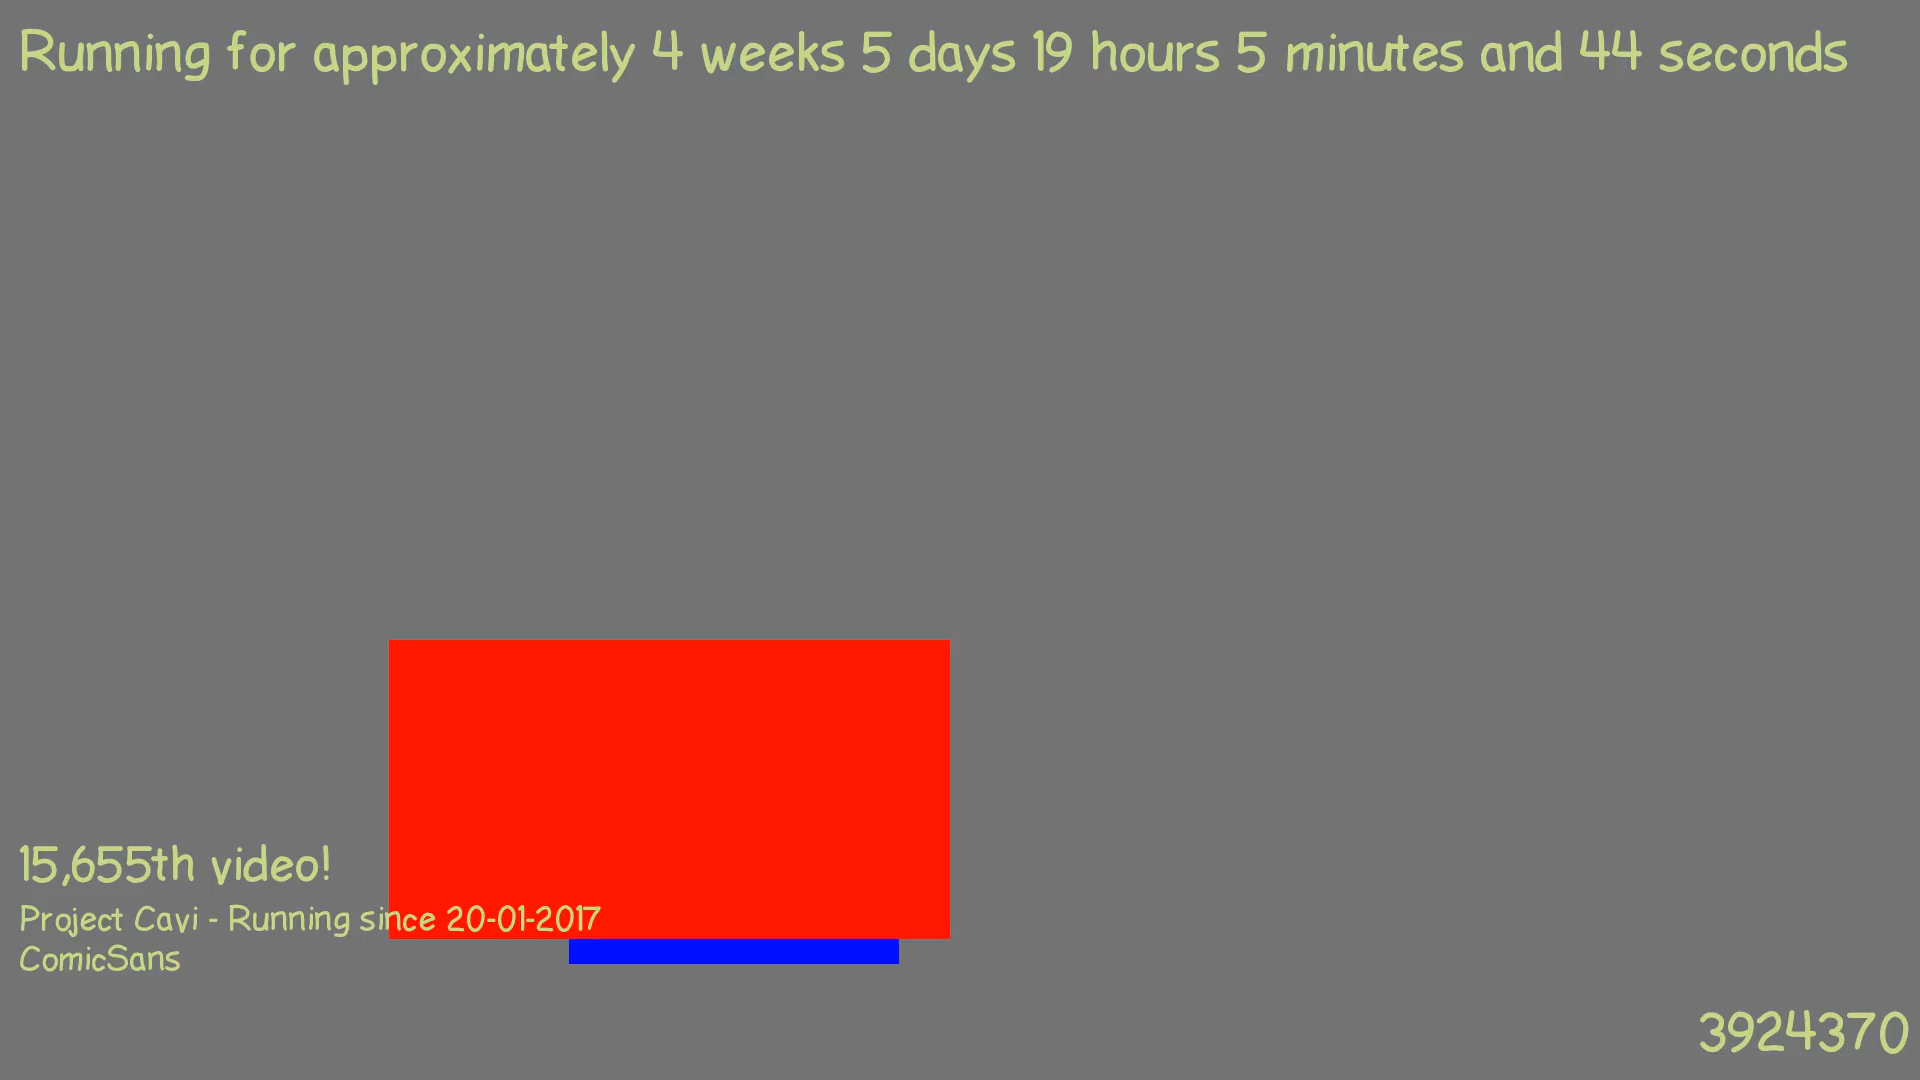 Running for approximately 4 weeks 5 days 19 hours 5 minutes and 44 seconds
15,655th video!
Project Cavi - Running since 20-01-2017
ComicSans
3924370